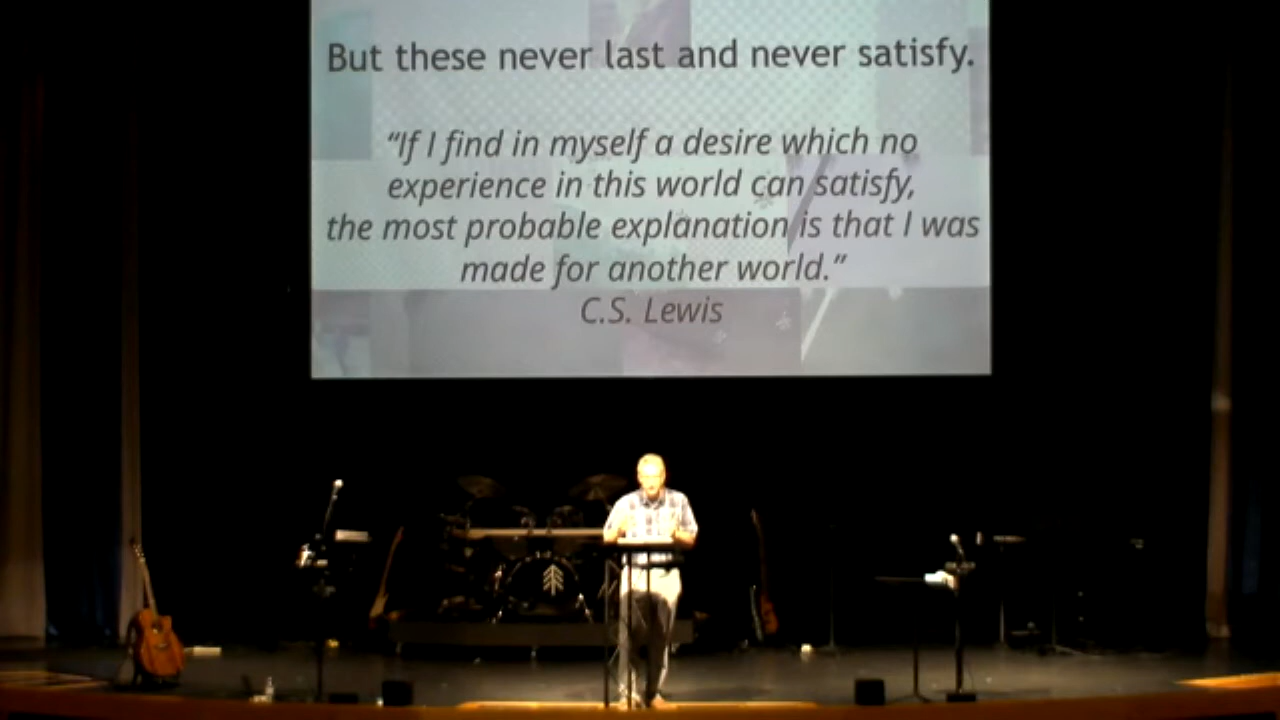 But these never last and never satisfy.
“If I find in myself a desire which no
experience in this world can satisfy,
the most probable explanation is that I was
made for another world.”
C.S. Lewis